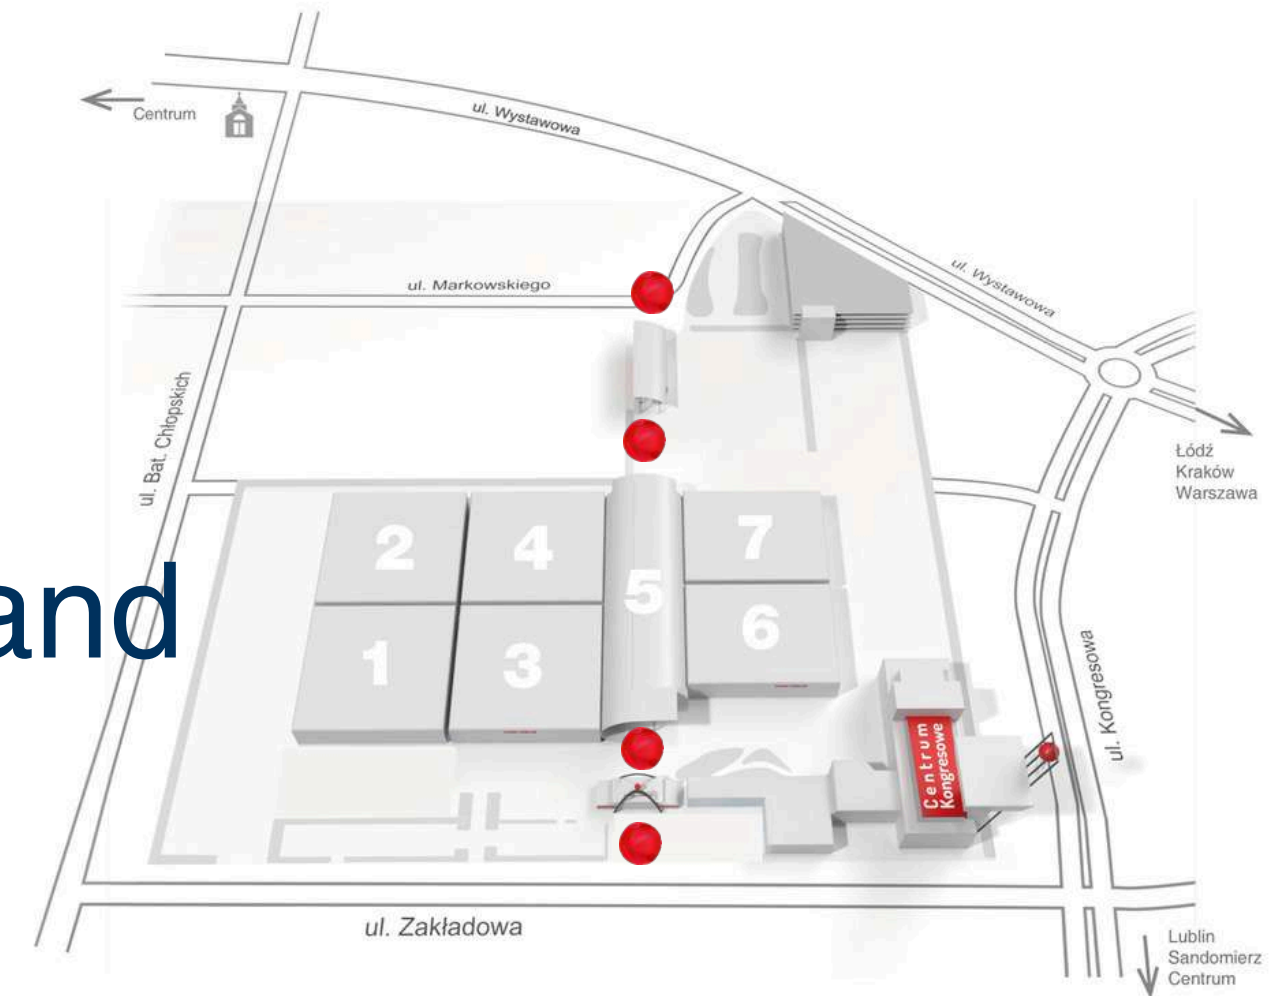 Centrum
ul. Wystawowa
ul. Wystawowa
ul. Markowskiego
ul. Bat. Chłopskich
Łódź
Kraków
Warszawa
2
4
7
5
and
1
3
6
ul. Kongresowa
Centrum
Kongresowe
ul. Zakładowa
Lublin
Sandomierz
Centrum